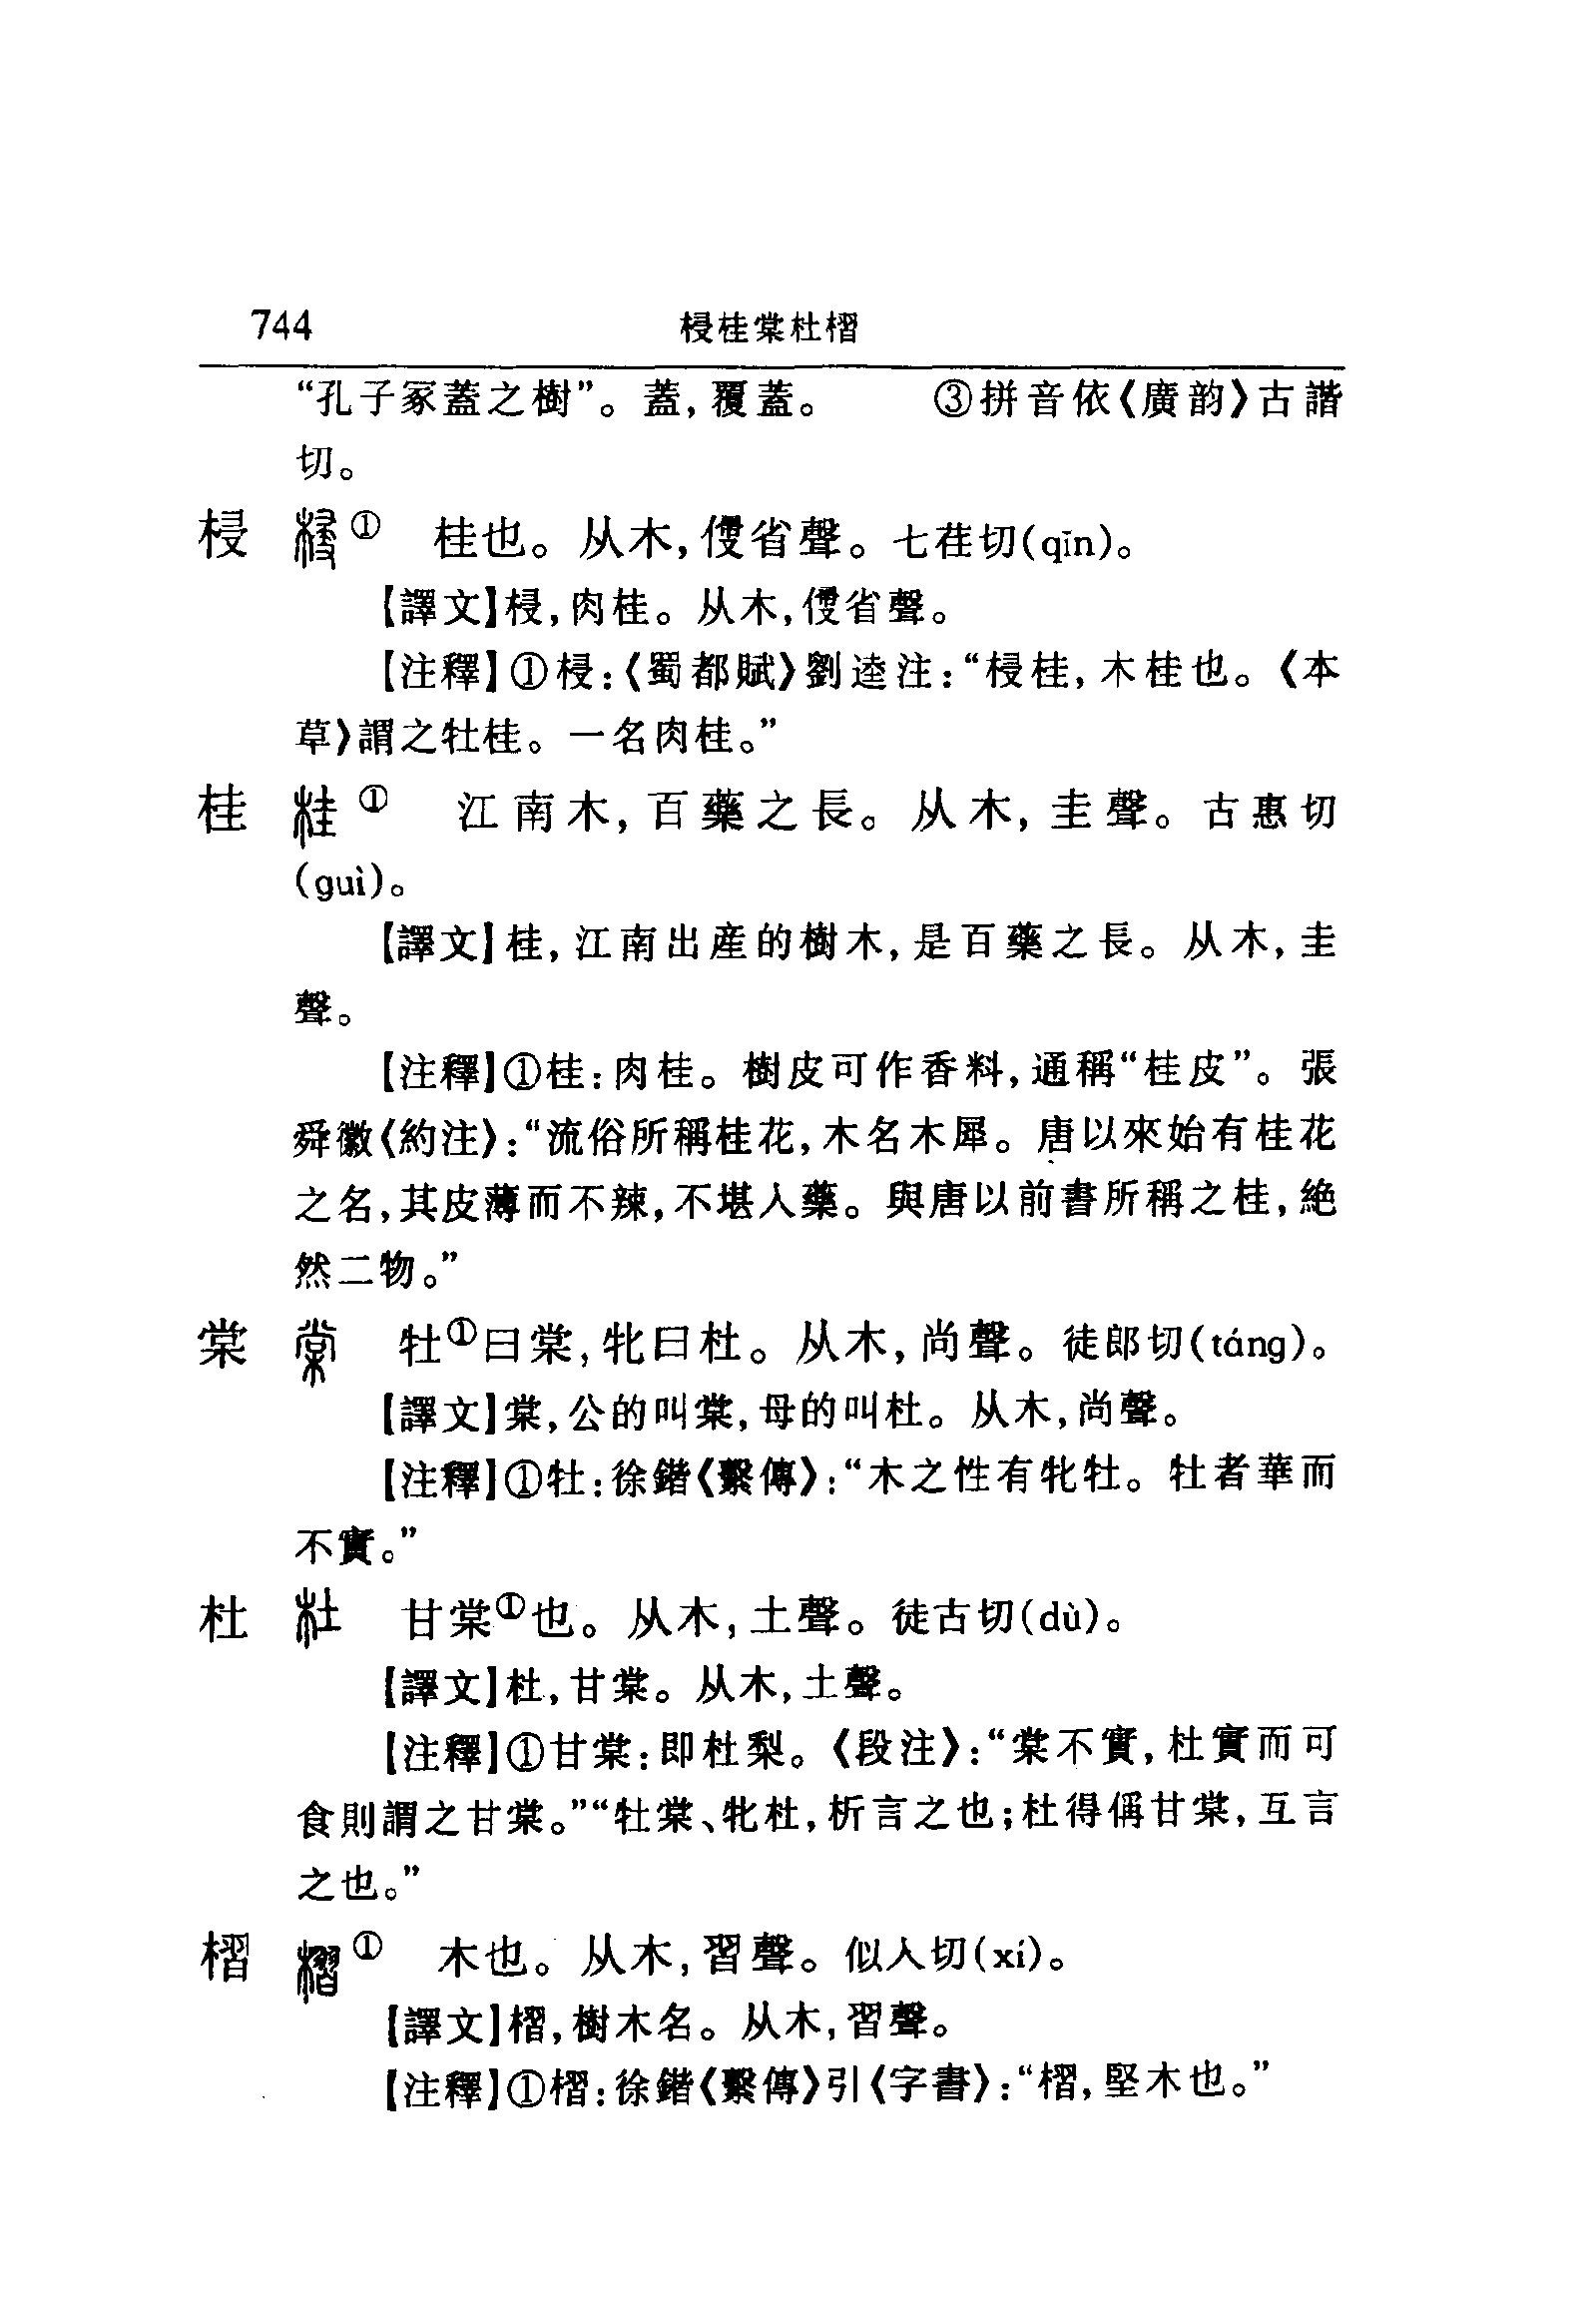 744 梫桂棠杜槢
“孔子冢蓋之樹”。蓋,覆蓋。 ③拼音依《廣韵》古諧
切。
梫 梫① 桂也。从木,𠊶省聲。七荏切(qǐn)。
【譯文】梫,肉桂。从木,𠊶省聲。
【注釋】①梫:《蜀都賦》劉逵注:“梫桂,木桂也。《本
草》謂之牡桂。一名肉桂。”
桂 桂① 江南木,百藥之長。从木,圭聲。古惠切
(guì)。
【譯文】桂,江南出産的樹木,是百藥之長。从木,圭
聲。
【注釋】①桂:肉桂。樹皮可作香料,通稱“桂皮”。張
舜徽《約注》:“流俗所稱桂花,木名木犀。唐以來始有桂花
之名,其皮薄而不辣,不堪入藥。與唐以前書所稱之桂,絶
然二物。”
棠 棠 牡①曰棠,牝曰杜。从木,尚聲。徒郎切(táng)。
【譯文】棠,公的叫棠,母的叫杜。从木,尚聲。
【注釋】①牡:徐鍇《繫傳》:“木之性有牝牡。牡者華而
不實。”
杜 杜 甘棠①也。从木,土聲。徒古切(dù)。
【譯文】杜,甘棠。从木,土聲。
【注釋】①甘棠:即杜梨。《段注》:“棠不實,杜實而可
食則謂之甘棠。”“牡棠、牝杜,析言之也;杜得偁甘棠,互言
之也。”
槢 槢① 木也。从木,習聲。似入切(xí)。
【譯文】槢,樹木名。从木,習聲。
【注釋】①槢:徐鍇《繫傳》引《字書》:“槢,堅木也。”